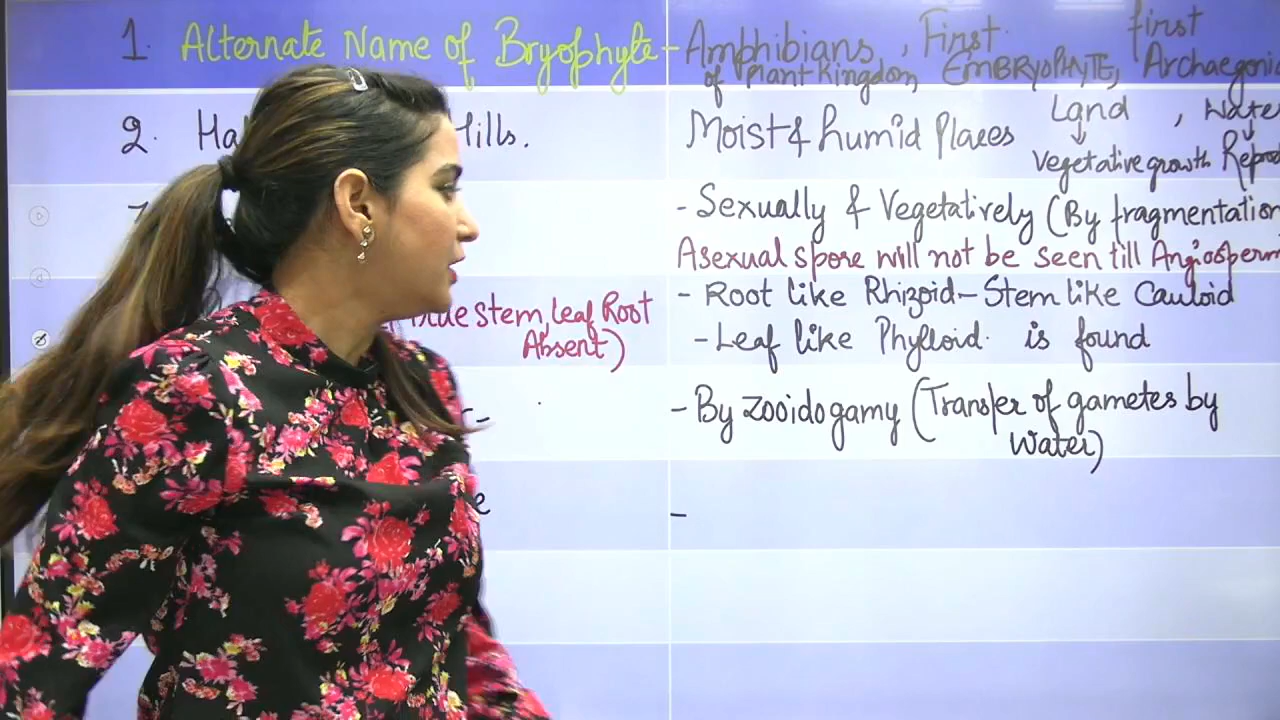 1. Alternate Name of Bryophyte - Amphibians of Plant Kingdom, First EMBRYOPHYTE, first Archaegonia
2. Ha ills. Moist & humid Places Land , Water
Vegetative growth Repro
- Sexually & Vegetatively (By fragmentation
Asexual spore will not be seen till Angiosperm
- Root like Rhizoid - Stem like Cauloid
True stem, leaf Root Absent)
- Leaf like Phylloid is found
- By zooidogamy (Transfer of gametes by Water)